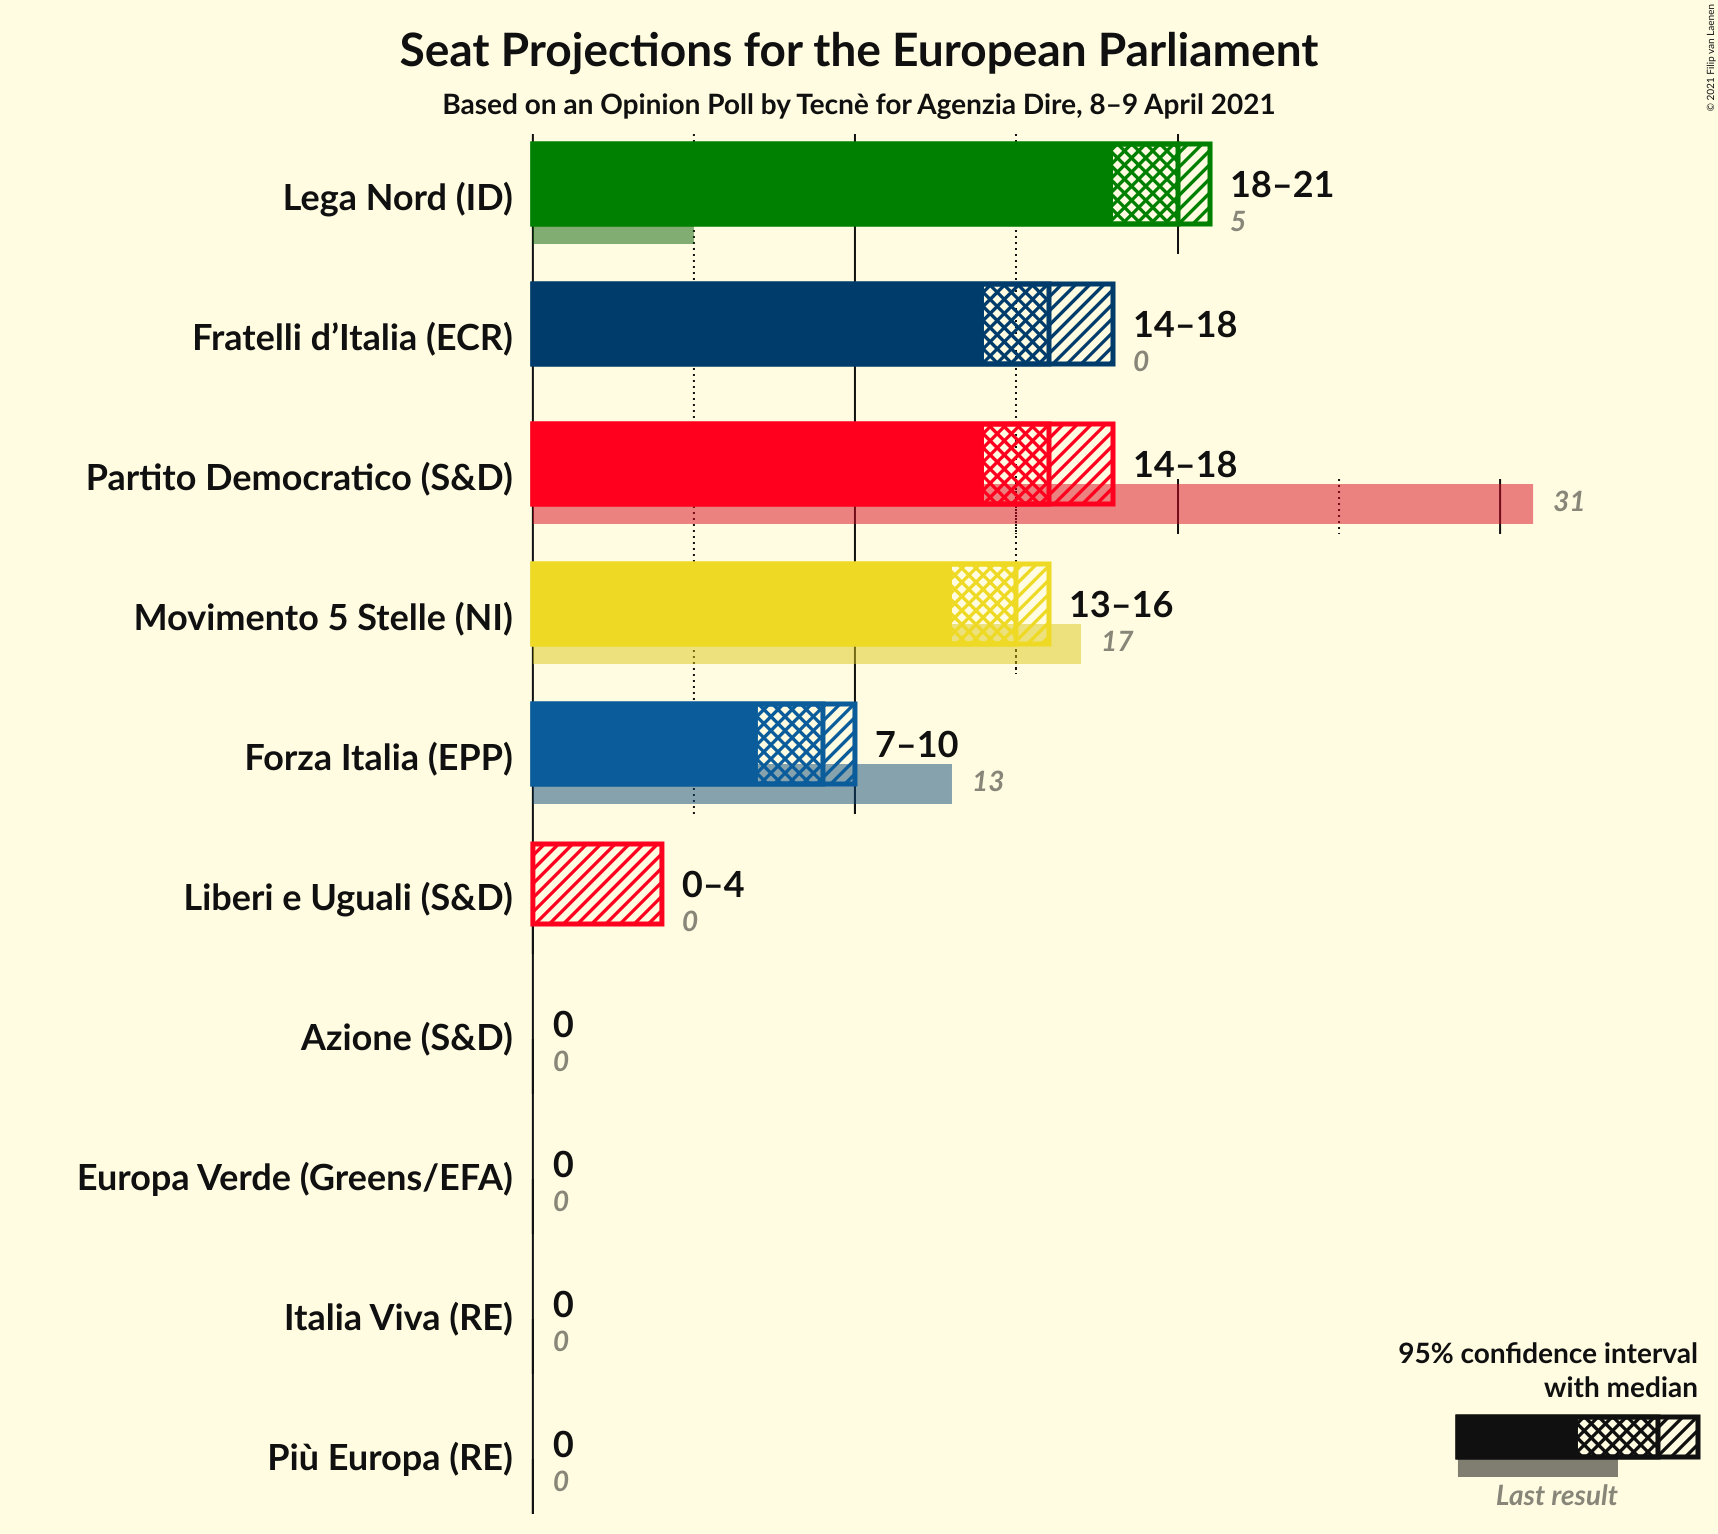 Seat Projections for the European Parliament
Based on an Opinion Poll by Tecnè for Agenzia Dire, 8–9 April 2021
© 2021 Filip van Laenen
Lega Nord (ID)
18–21
5
Fratelli d’Italia (ECR)
14–18
0
Partito Democratico (S&D)
14–18
31
Movimento 5 Stelle (NI)
13–16
17
Forza Italia (EPP)
7–10
13
Liberi e Uguali (S&D)
0–4
0
Azione (S&D)
0
0
Europa Verde (Greens/EFA)
0
0
Italia Viva (RE)
0
0
Più Europa (RE)
0
0
95% confidence interval
with median
Last result